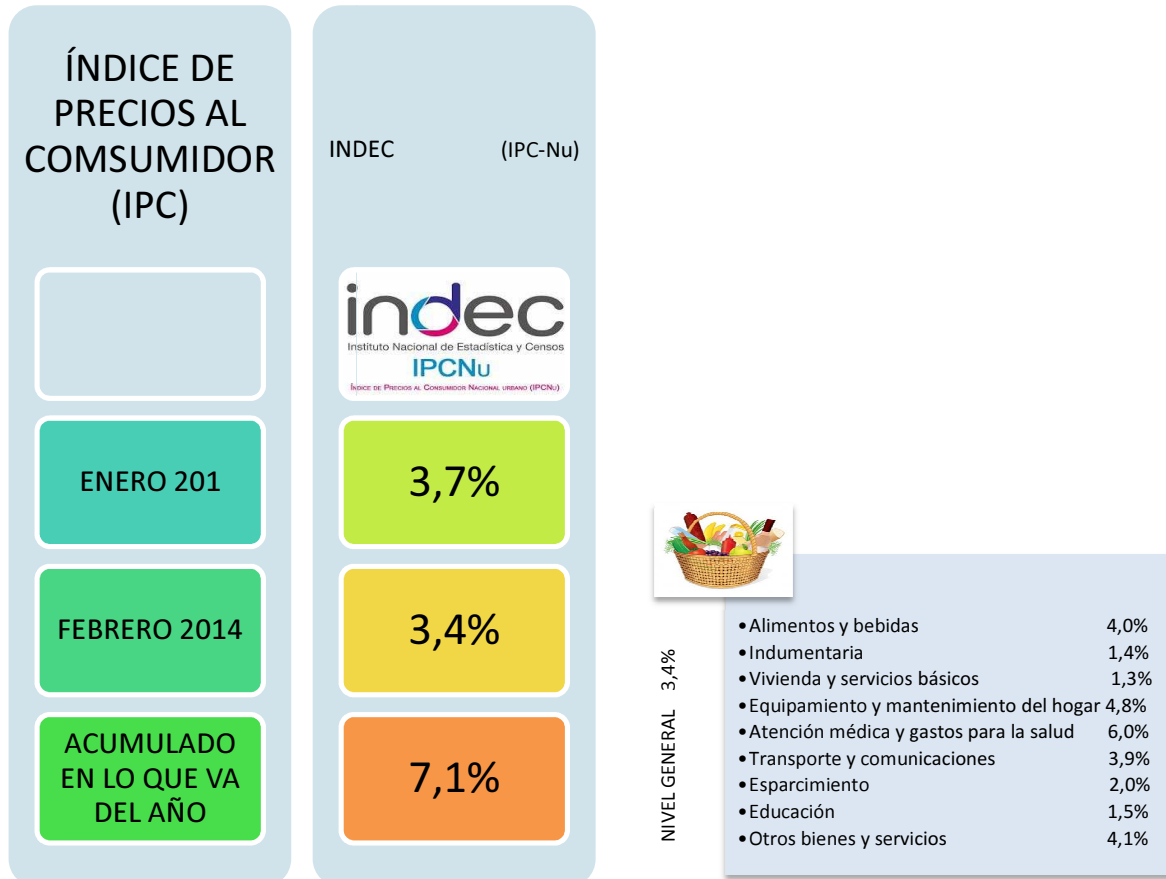 ÍNDICE DE
PRECIOS AL
COMSUMIDOR
(IPC)
INDEC (IPC-Nu)
indec
Instituto Nacional de Estadística y Censos
IPCNu
Índice de Precios al Consumidor Nacional urbano (IPCNu)
ENERO 201
3,7%
FEBRERO 2014
3,4%
ACUMULADO
EN LO QUE VA
DEL AÑO
7,1%
NIVEL GENERAL 3,4%
•Alimentos y bebidas 4,0%
•Indumentaria 1,4%
•Vivienda y servicios básicos 1,3%
•Equipamiento y mantenimiento del hogar 4,8%
•Atención médica y gastos para la salud 6,0%
•Transporte y comunicaciones 3,9%
•Esparcimiento 2,0%
•Educación 1,5%
•Otros bienes y servicios 4,1%